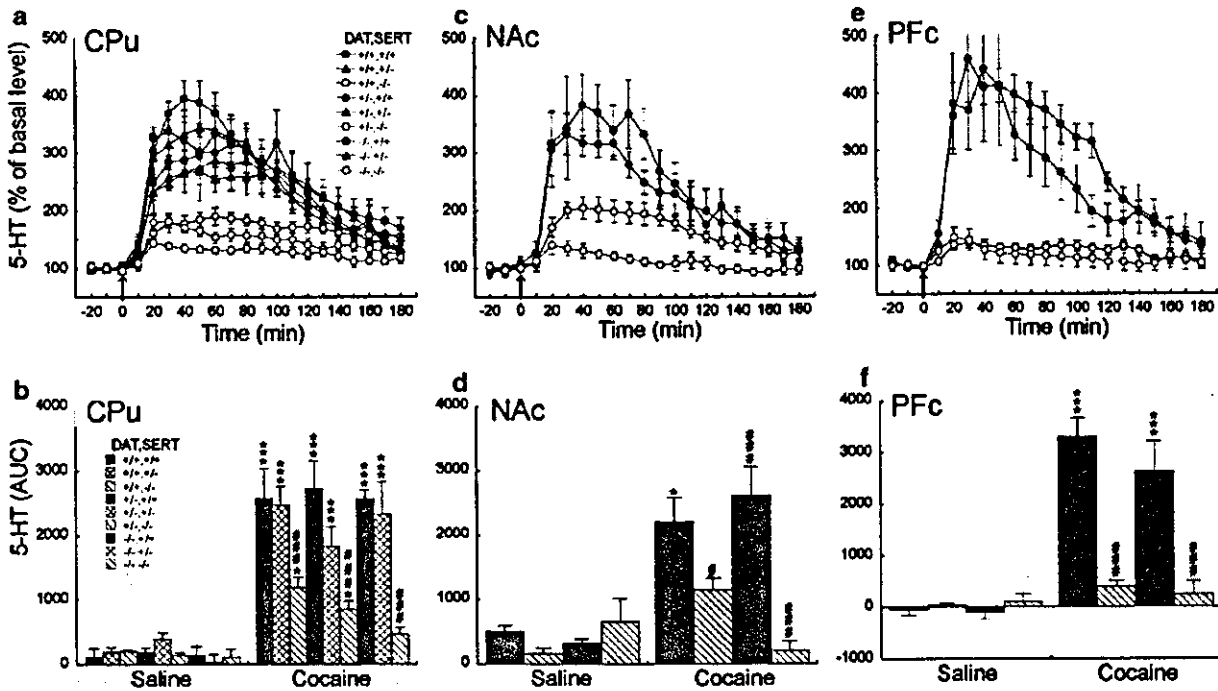 a
CPu
5-HT (% of basal level)
500
400
300
200
100
-20 0 20 40 60 80 100 120 140 160 180
Time (min)
DAT,SERT
+/+,+/+
+/+,+/-
+/+,-/-
+/-,+/+
+/-,+/-
+/-,-/-
-/-,+/+
-/-,+/-
-/-,-/-
c
NAc
500
400
300
200
100
-20 0 20 40 60 80 100 120 140 160 180
Time (min)
e
PFc
500
400
300
200
100
-20 0 20 40 60 80 100 120 140 160 180
Time (min)
b
CPu
5-HT (AUC)
4000
3000
2000
1000
0
DAT,SERT
+/+,+/+
+/+,+/-
+/+,-/-
+/-,+/+
+/-,+/-
+/-,-/-
-/-,+/+
-/-,+/-
-/-,-/-
*** *** *** *** *** ***
Saline Cocaine
d
NAc
4000
3000
2000
1000
0
* # ###
Saline Cocaine
f
PFc
4000
3000
2000
1000
0
-1000
*** ### *** ###
Saline Cocaine